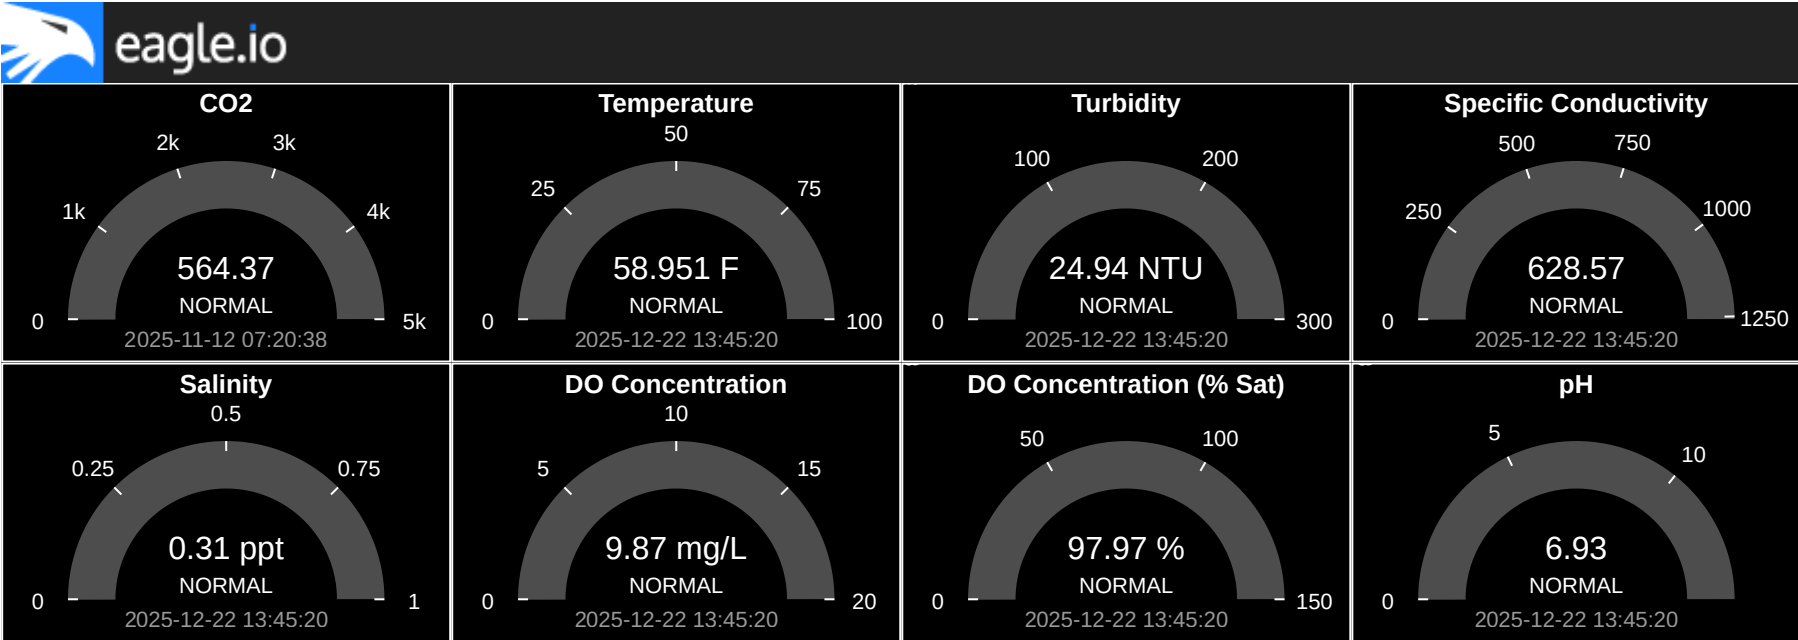 eagle.io
CO2
2k
3k
1k
4k
564.37
NORMAL
0
5k
2025-11-12 07:20:38
Temperature
50
25
75
58.951 F
NORMAL
0
100
2025-12-22 13:45:20
Turbidity
100
200
24.94 NTU
NORMAL
0
300
2025-12-22 13:45:20
Specific Conductivity
500
750
250
1000
628.57
NORMAL
0
1250
2025-12-22 13:45:20
Salinity
0.5
0.25
0.75
0.31 ppt
NORMAL
0
1
2025-12-22 13:45:20
DO Concentration
10
5
15
9.87 mg/L
NORMAL
0
20
2025-12-22 13:45:20
DO Concentration (% Sat)
50
100
97.97 %
NORMAL
0
150
2025-12-22 13:45:20
pH
5
10
6.93
NORMAL
0
2025-12-22 13:45:20